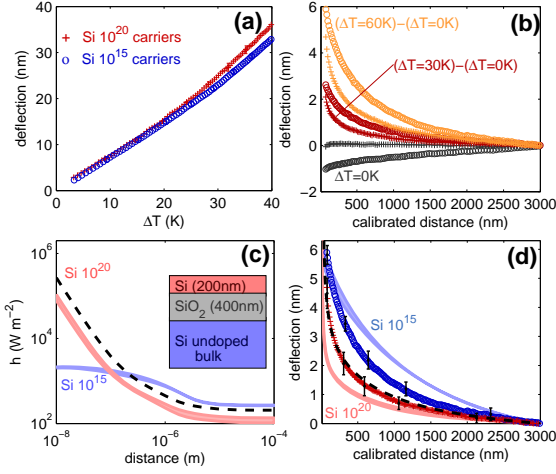 (a)
+ Si 10^20 carriers
o Si 10^15 carriers
deflection (nm)
40
30
20
10
0
0
10
20
30
40
ΔT (K)
(b)
(ΔT=60K)−(ΔT=0K)
(ΔT=30K)−(ΔT=0K)
ΔT=0K
deflection (nm)
6
4
2
0
−2
500 1000 1500 2000 2500 3000
calibrated distance (nm)
(c)
Si 10^20
Si (200nm)
SiO2 (400nm)
Si undoped
bulk
Si 10^15
h (W m^−2)
10^6
10^4
10^2
10^−8
10^−6
10^−4
distance (m)
(d)
Si 10^15
Si 10^20
deflection (nm)
6
5
4
3
2
1
0
500 1000 1500 2000 2500 3000
calibrated distance (nm)